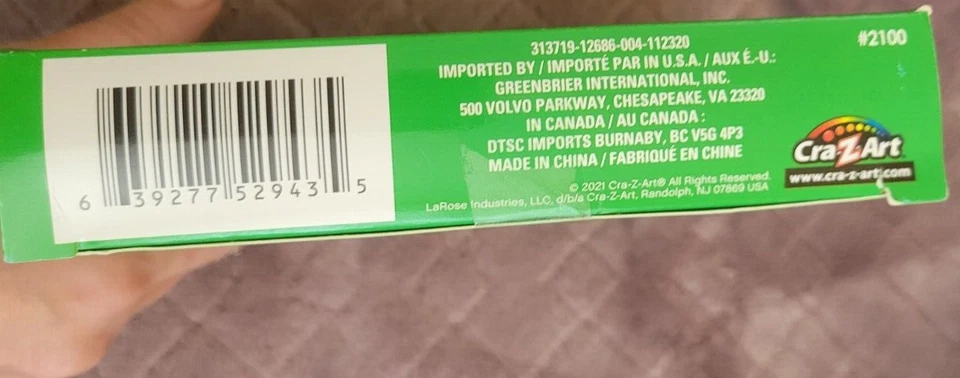 6 39277 52943 5
313719-12686-004-112320
IMPORTED BY / IMPORTÉ PAR IN U.S.A. / AUX É.-U.:
GREENBRIER INTERNATIONAL, INC.
500 VOLVO PARKWAY, CHESAPEAKE, VA 23320
IN CANADA / AU CANADA :
DTSC IMPORTS BURNABY, BC V5G 4P3
MADE IN CHINA / FABRIQUÉ EN CHINE
© 2021 Cra-Z-Art® All Rights Reserved.
LaRose Industries, LLC, d/b/a Cra-Z-Art, Randolph, NJ 07869 USA
#2100
Cra-Z-Art
www.cra-z-art.com